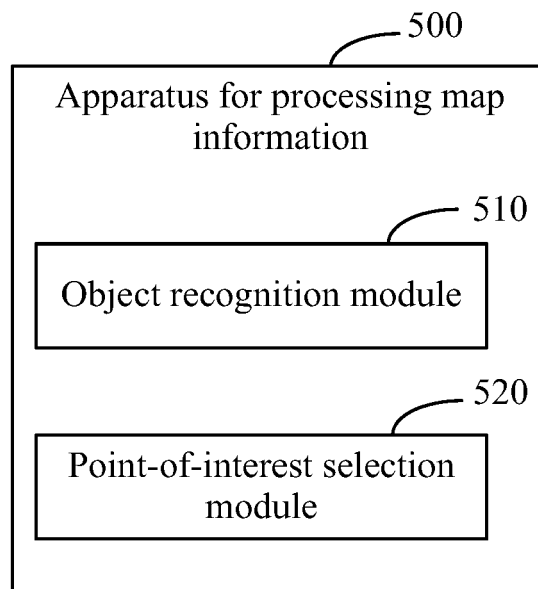 500
Apparatus for processing map
information
510
Object recognition module
520
Point-of-interest selection
module